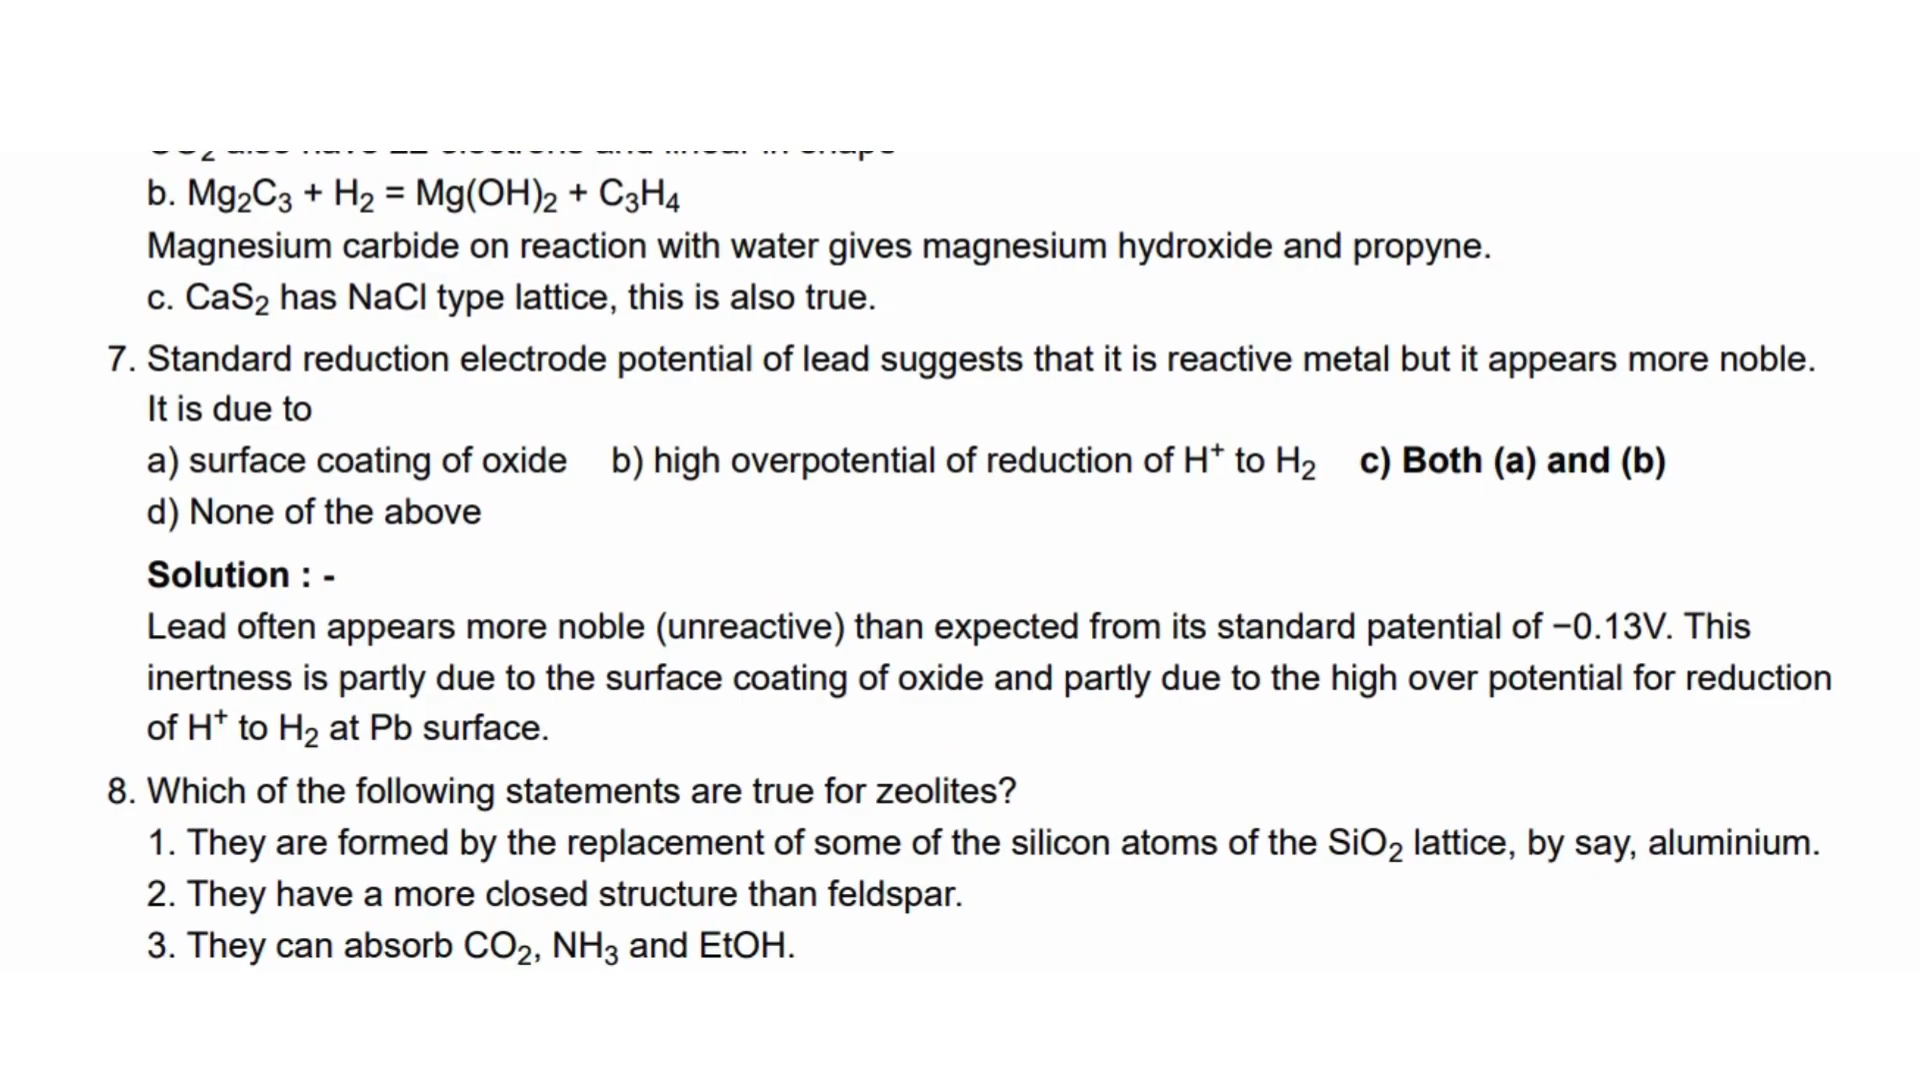 b. Mg₂C₃ + H₂ = Mg(OH)₂ + C₃H₄
Magnesium carbide on reaction with water gives magnesium hydroxide and propyne.
c. CaS₂ has NaCl type lattice, this is also true.
7. Standard reduction electrode potential of lead suggests that it is reactive metal but it appears more noble.
It is due to
a) surface coating of oxide b) high overpotential of reduction of H⁺ to H₂ c) Both (a) and (b)
d) None of the above
Solution : -
Lead often appears more noble (unreactive) than expected from its standard patential of −0.13V. This
inertness is partly due to the surface coating of oxide and partly due to the high over potential for reduction
of H⁺ to H₂ at Pb surface.
8. Which of the following statements are true for zeolites?
1. They are formed by the replacement of some of the silicon atoms of the SiO₂ lattice, by say, aluminium.
2. They have a more closed structure than feldspar.
3. They can absorb CO₂, NH₃ and EtOH.